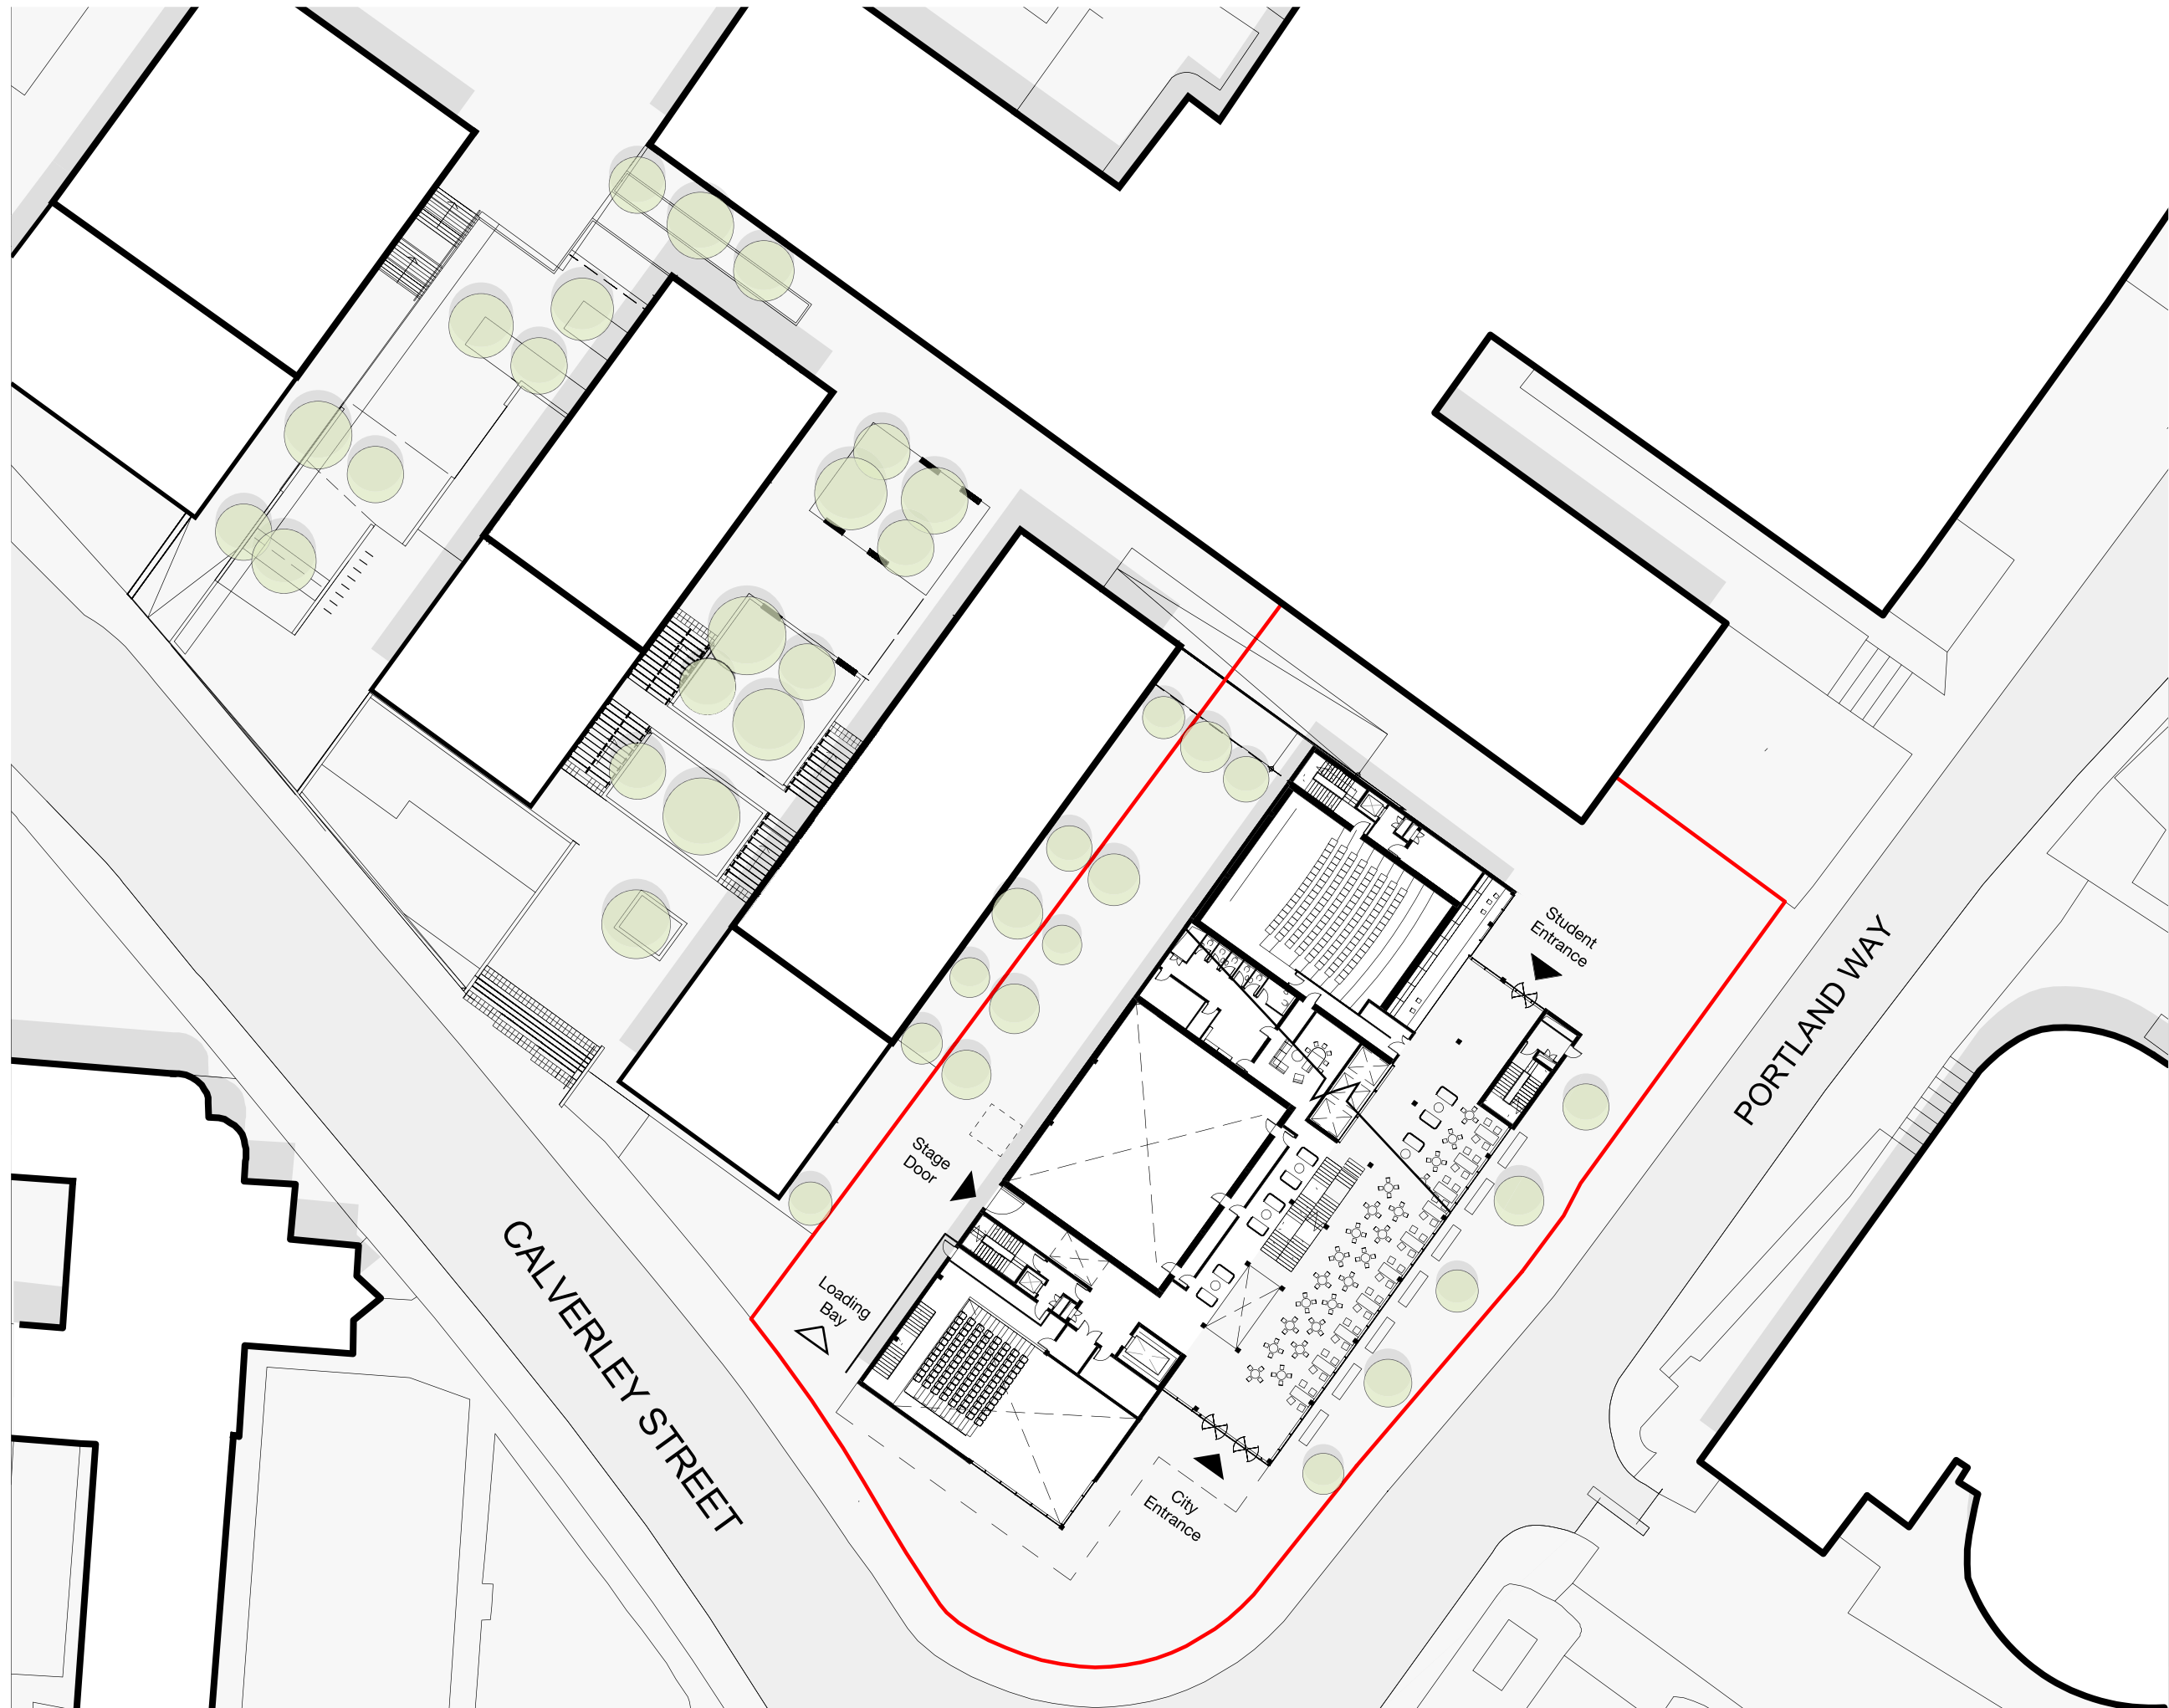 Student
Entrance
PORTLAND WAY
Stage
Door
Loading
Bay
CALVERLEY STREET
City
Entrance